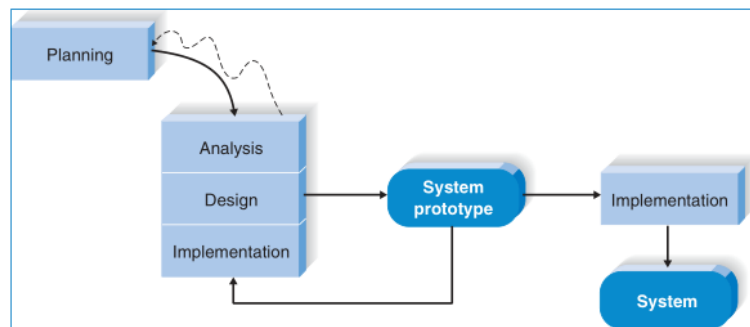 Planning
Analysis
Design
Implementation
System
prototype
Implementation
System